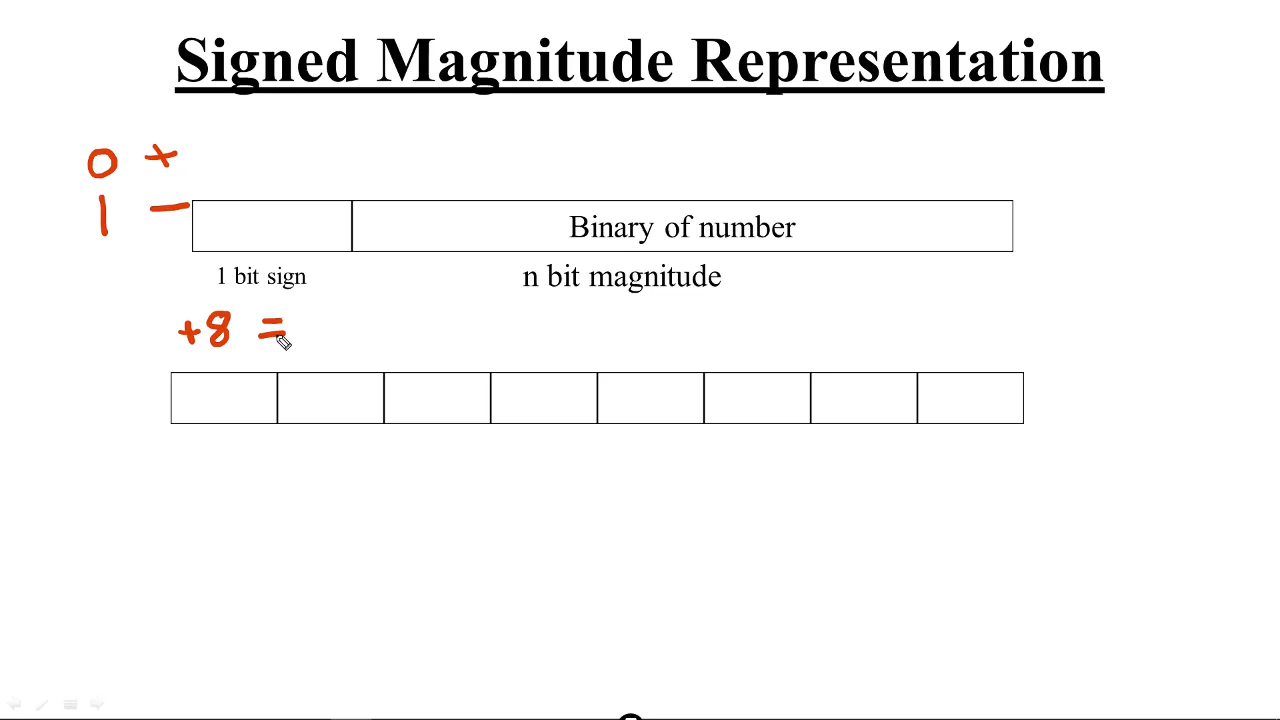 Signed Magnitude Representation
0 +
1 −
Binary of number
1 bit sign
n bit magnitude
+8 =